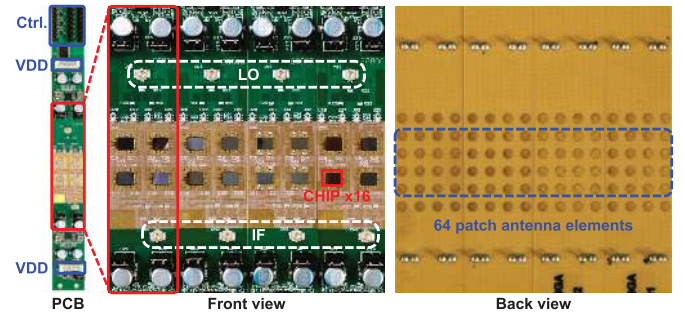 Ctrl.
VDD
VDD
PCB
LO
CHIP x16
IF
Front view
64 patch antenna elements
Back view